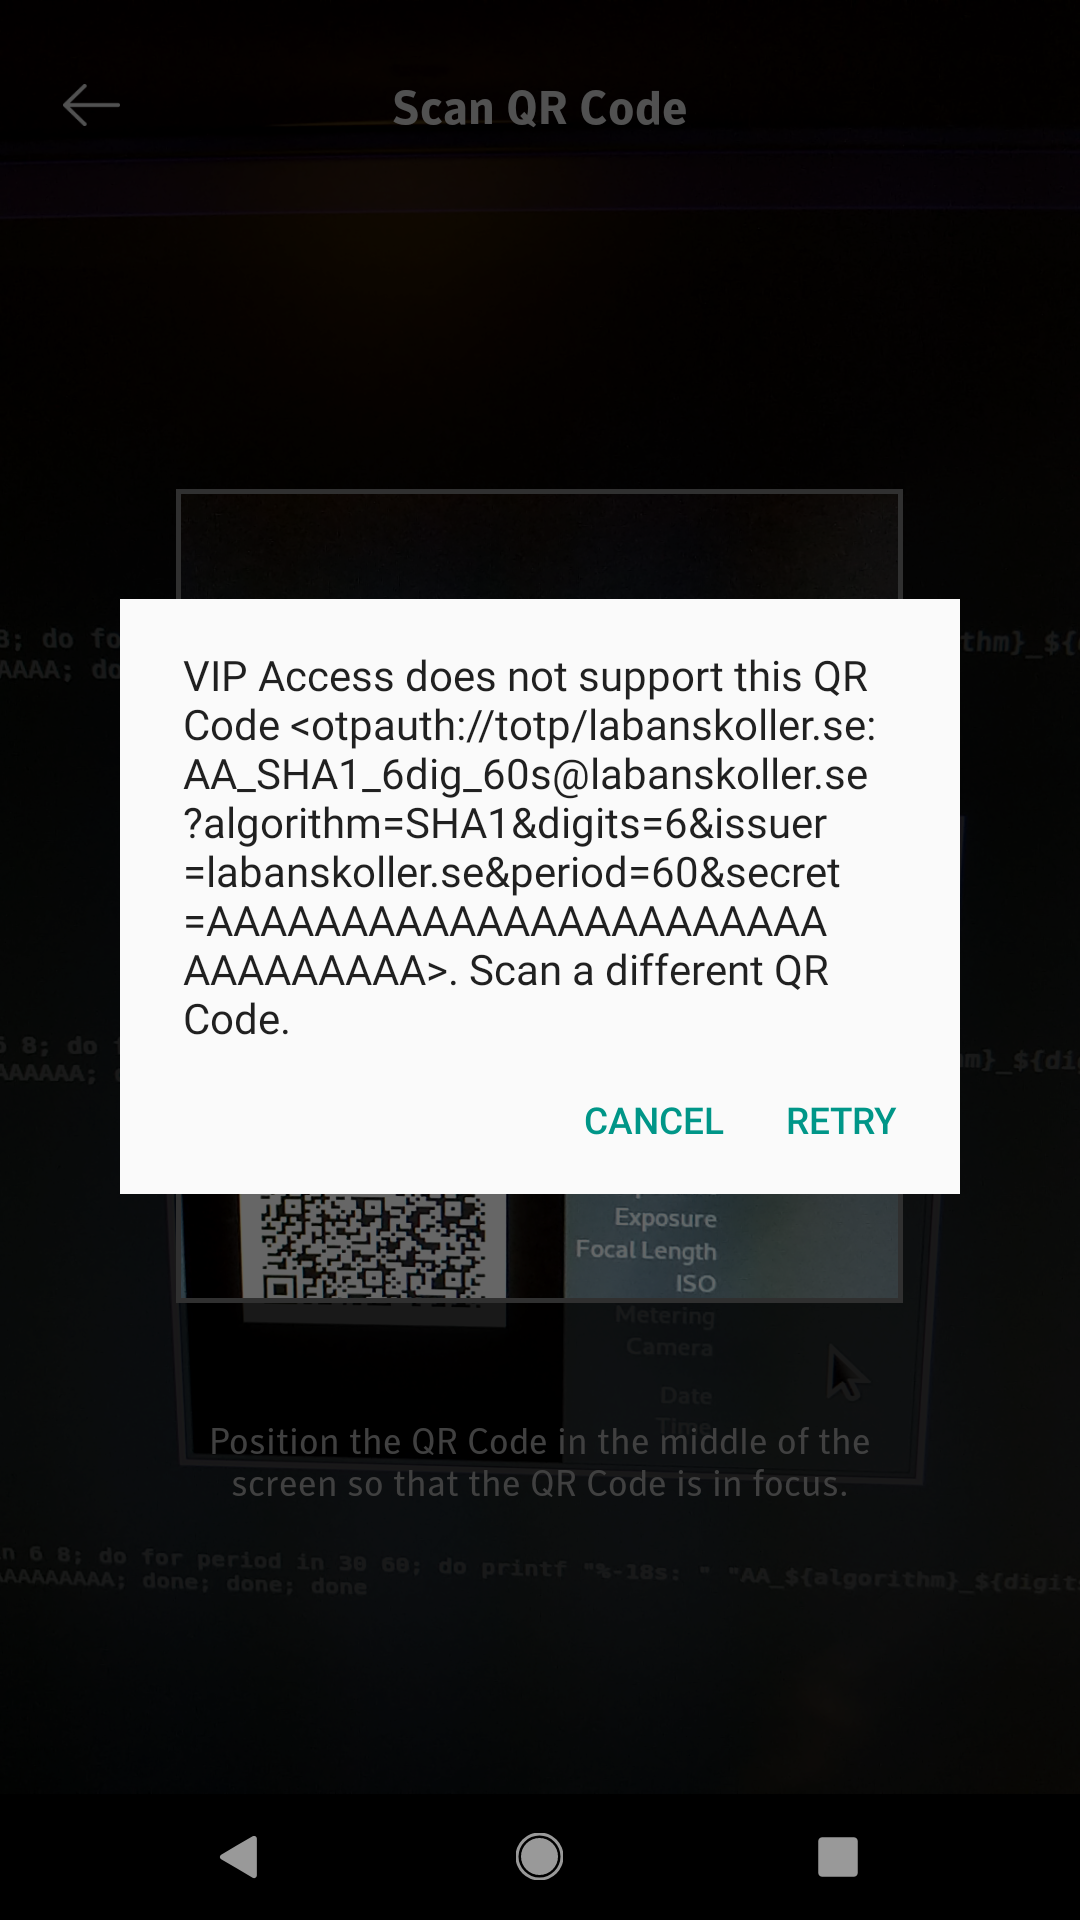 Scan QR Code
8; do fo
thm}_${
AAAA; do
VIP Access does not support this QR
Code <otpauth://totp/labanskoller.se:
AA_SHA1_6dig_60s@labanskoller.se
?algorithm=SHA1&digits=6&issuer
=labanskoller.se&period=60&secret
=AAAAAAAAAAAAAAAAAAAAAAA
AAAAAAAAA>. Scan a different QR
Code.
6 8; do f
m}_${dig
AAAAAA;
CANCEL RETRY
Exposure
Focal Length
ISO
Metering
Camera
Date
Time
Position the QR Code in the middle of the
screen so that the QR Code is in focus.
n 6 8; do for period in 30 60; do printf "%-18s: " "AA_${algorithm}_${digit
AAAAAAAAA; done; done; done